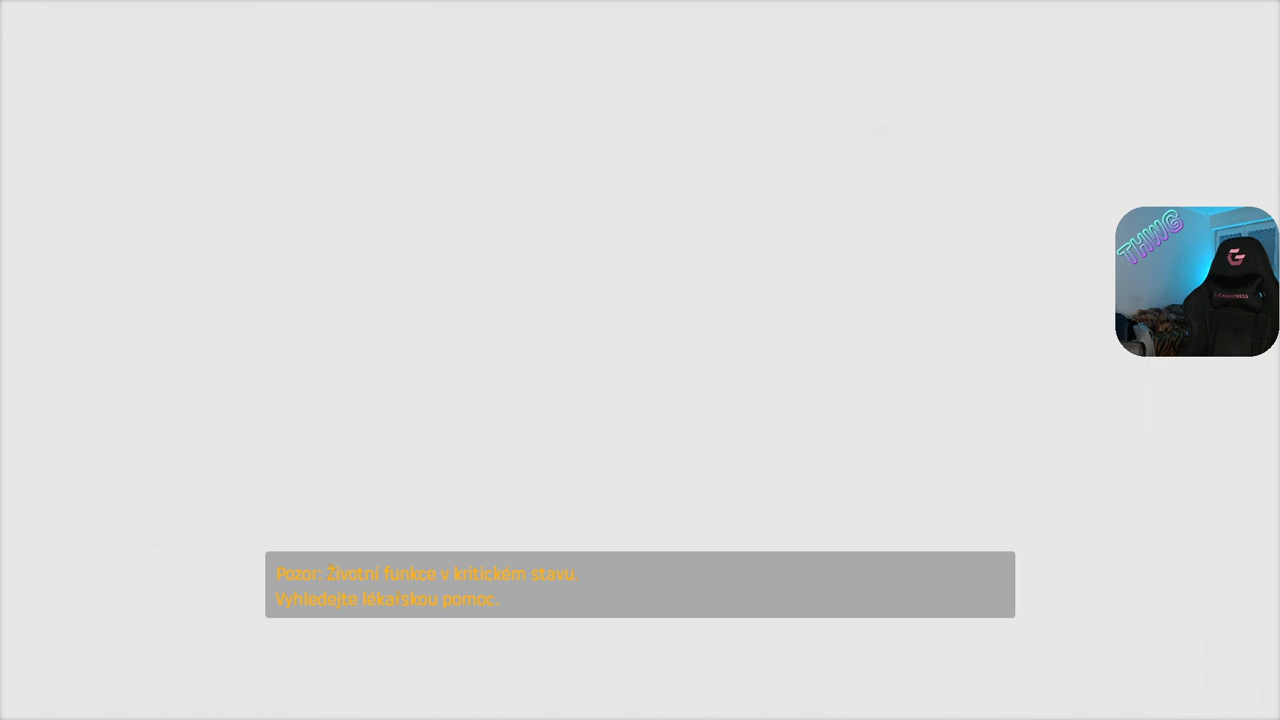 THWG
Pozor: Životní funkce v kritickém stavu.
Vyhledejte lékařskou pomoc.